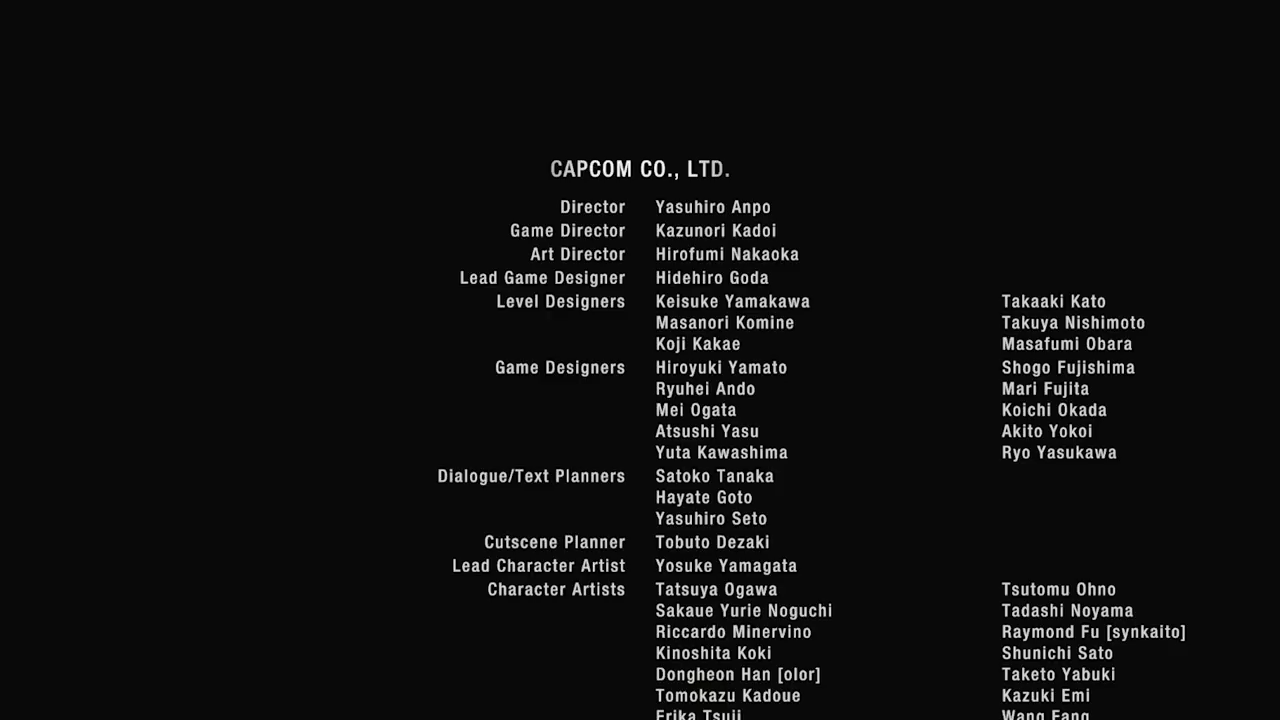 CAPCOM CO., LTD.
Director Yasuhiro Anpo
Game Director Kazunori Kadoi
Art Director Hirofumi Nakaoka
Lead Game Designer Hidehiro Goda
Level Designers Keisuke Yamakawa Takaaki Kato
Masanori Komine Takuya Nishimoto
Koji Kakae Masafumi Obara
Game Designers Hiroyuki Yamato Shogo Fujishima
Ryuhei Ando Mari Fujita
Mei Ogata Koichi Okada
Atsushi Yasu Akito Yokoi
Yuta Kawashima Ryo Yasukawa
Dialogue/Text Planners Satoko Tanaka
Hayate Goto
Yasuhiro Seto
Cutscene Planner Tobuto Dezaki
Lead Character Artist Yosuke Yamagata
Character Artists Tatsuya Ogawa Tsutomu Ohno
Sakaue Yurie Noguchi Tadashi Noyama
Riccardo Minervino Raymond Fu [synkaito]
Kinoshita Koki Shunichi Sato
Dongheon Han [olor] Taketo Yabuki
Tomokazu Kadoue Kazuki Emi
Erika Tsuji Wang Fang